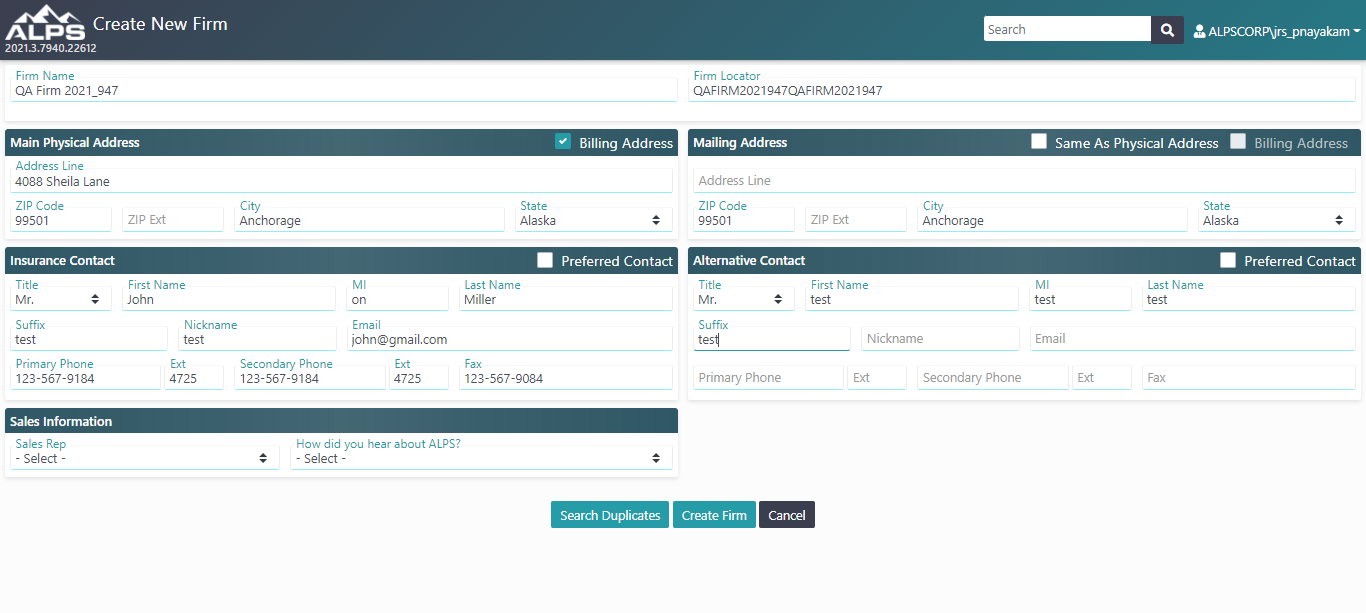 ALPS Create New Firm
2021.3.7940.22612
Search
ALPSCORP\jrs_pnayakam
Firm Name
QA Firm 2021_947
Firm Locator
QAFIRM2021947QAFIRM2021947
Main Physical Address Billing Address
Address Line
4088 Sheila Lane
ZIP Code City State
99501 ZIP Ext Anchorage Alaska
Mailing Address Same As Physical Address Billing Address
Address Line
ZIP Code City State
99501 ZIP Ext Anchorage Alaska
Insurance Contact Preferred Contact
Title First Name MI Last Name
Mr. John on Miller
Suffix Nickname Email
test test john@gmail.com
Primary Phone Ext Secondary Phone Ext Fax
123-567-9184 4725 123-567-9184 4725 123-567-9084
Alternative Contact Preferred Contact
Title First Name MI Last Name
Mr. test test test
Suffix
test Nickname Email
Primary Phone Ext Secondary Phone Ext Fax
Sales Information
Sales Rep How did you hear about ALPS?
- Select - - Select -
Search Duplicates Create Firm Cancel